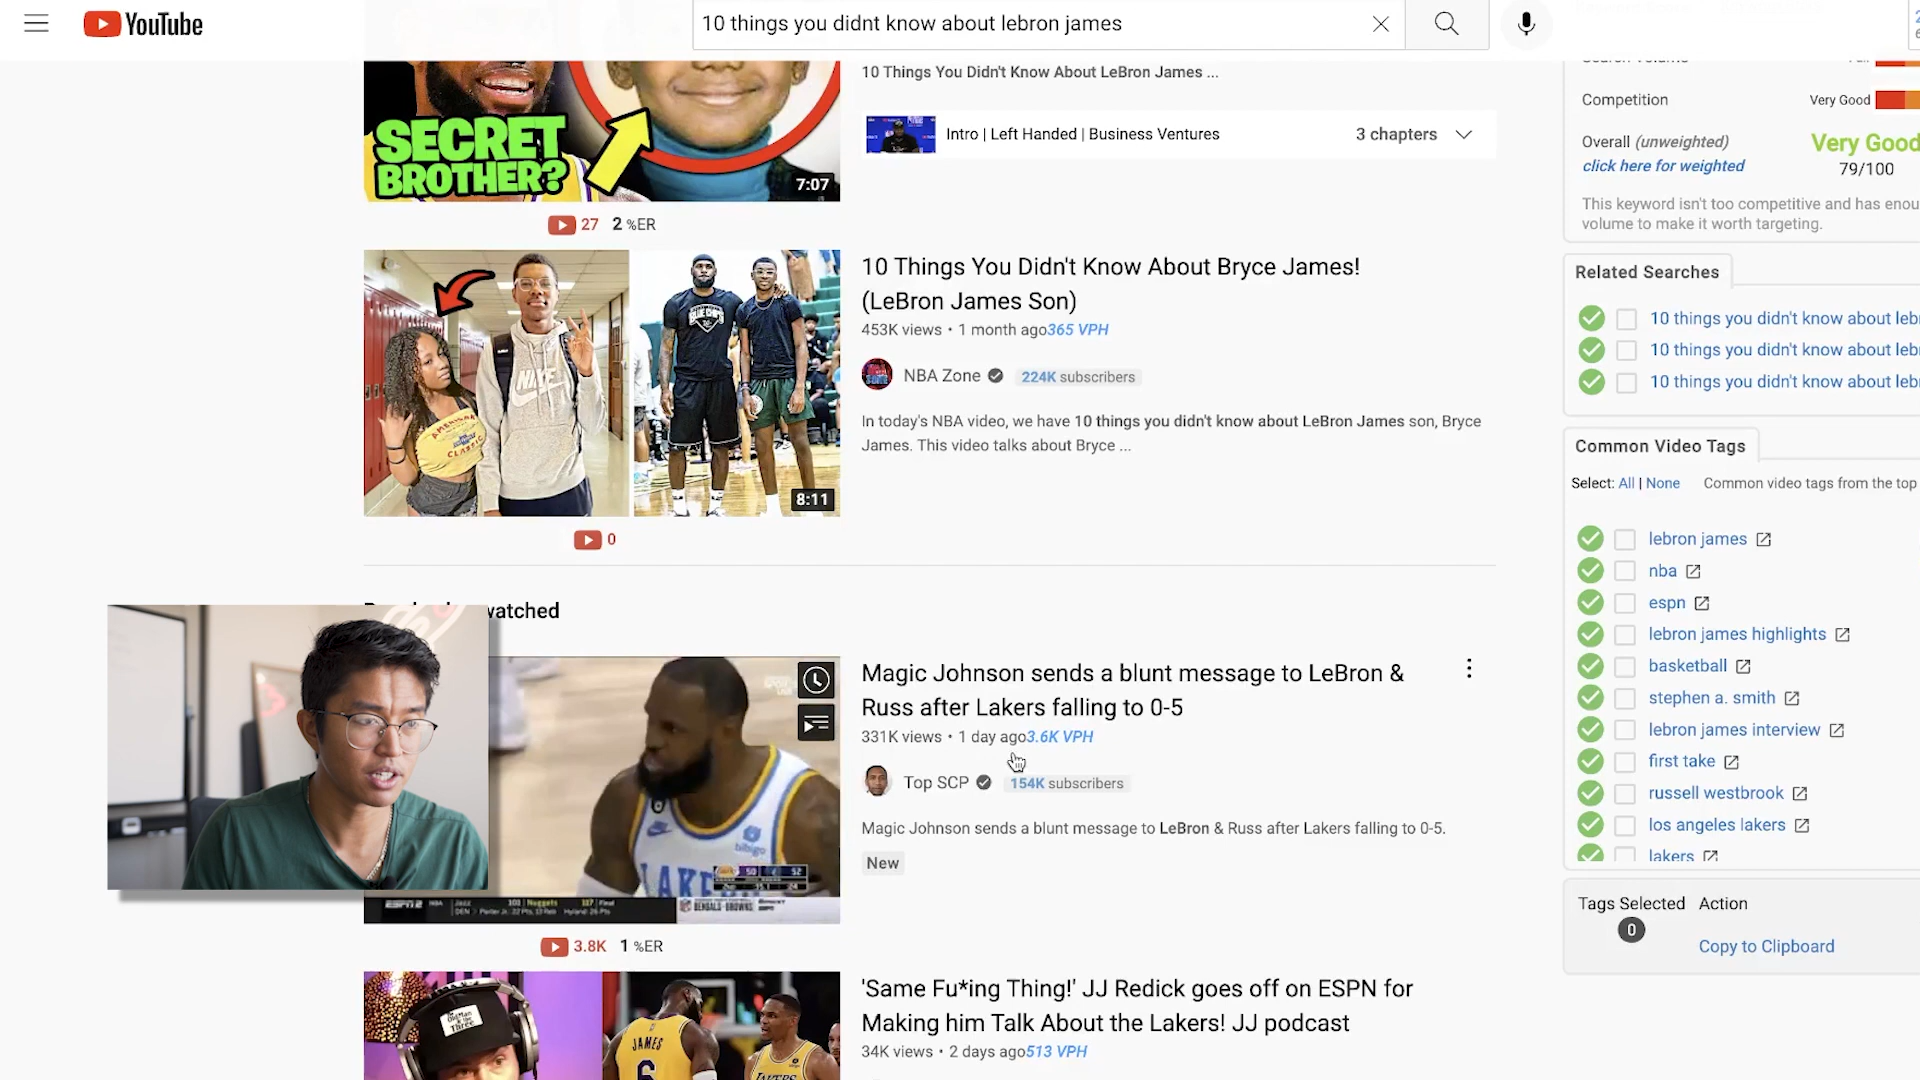 YouTube
10 things you didnt know about lebron james
10 Things You Didn't Know About LeBron James ...
Intro | Left Handed | Business Ventures
3 chapters
SECRET
BROTHER?
7:07
27 2 %ER
10 Things You Didn't Know About Bryce James!
(LeBron James Son)
453K views • 1 month ago365 VPH
NBA Zone
224K subscribers
In today's NBA video, we have 10 things you didn't know about LeBron James son, Bryce
James. This video talks about Bryce ...
NIKE
AMERICAN
CLASSIC
8:11
0
watched
Magic Johnson sends a blunt message to LeBron &
Russ after Lakers falling to 0-5
331K views • 1 day ago3.6K VPH
Top SCP
154K subscribers
Magic Johnson sends a blunt message to LeBron & Russ after Lakers falling to 0-5.
New
bibigo
LAKE
3.8K 1 %ER
'Same Fu*ing Thing!' JJ Redick goes off on ESPN for
Making him Talk About the Lakers! JJ podcast
34K views • 2 days ago513 VPH
JAMES
6
Competition
Very Good
Overall (unweighted)
Very Good
click here for weighted
79/100
This keyword isn't too competitive and has enou
volume to make it worth targeting.
Related Searches
10 things you didn't know about leb
10 things you didn't know about leb
10 things you didn't know about leb
Common Video Tags
Select: All | None
Common video tags from the top
lebron james
nba
espn
lebron james highlights
basketball
stephen a. smith
lebron james interview
first take
russell westbrook
los angeles lakers
lakers
Tags Selected
Action
0
Copy to Clipboard